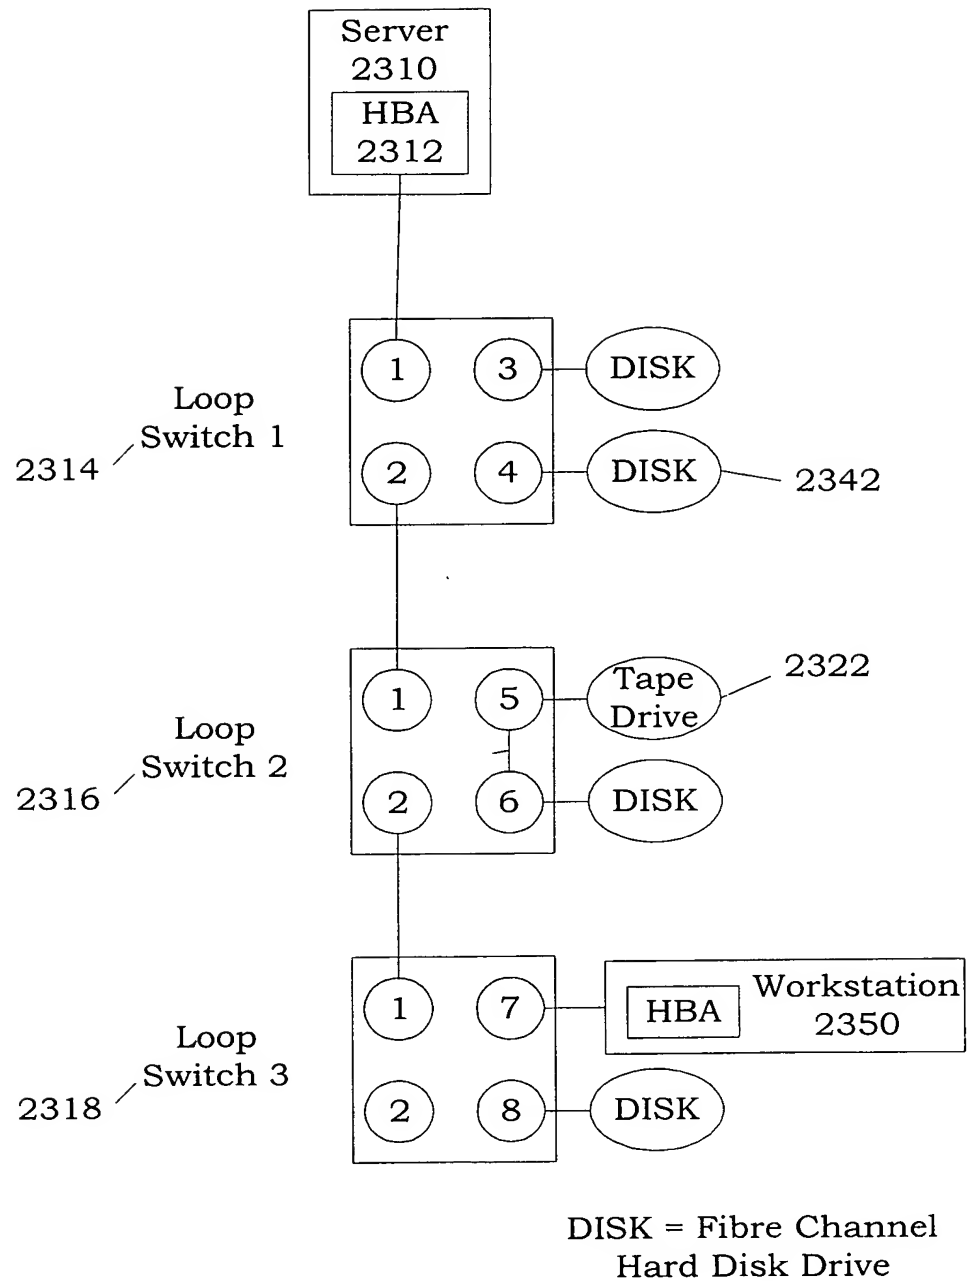 Server
2310
HBA
2312
1
3
DISK
Loop
Switch 1
2314
2
4
DISK
2342
1
5
Tape
Drive
2322
Loop
Switch 2
2316
2
6
DISK
1
7
HBA
Workstation
2350
Loop
Switch 3
2318
2
8
DISK
DISK = Fibre Channel
Hard Disk Drive